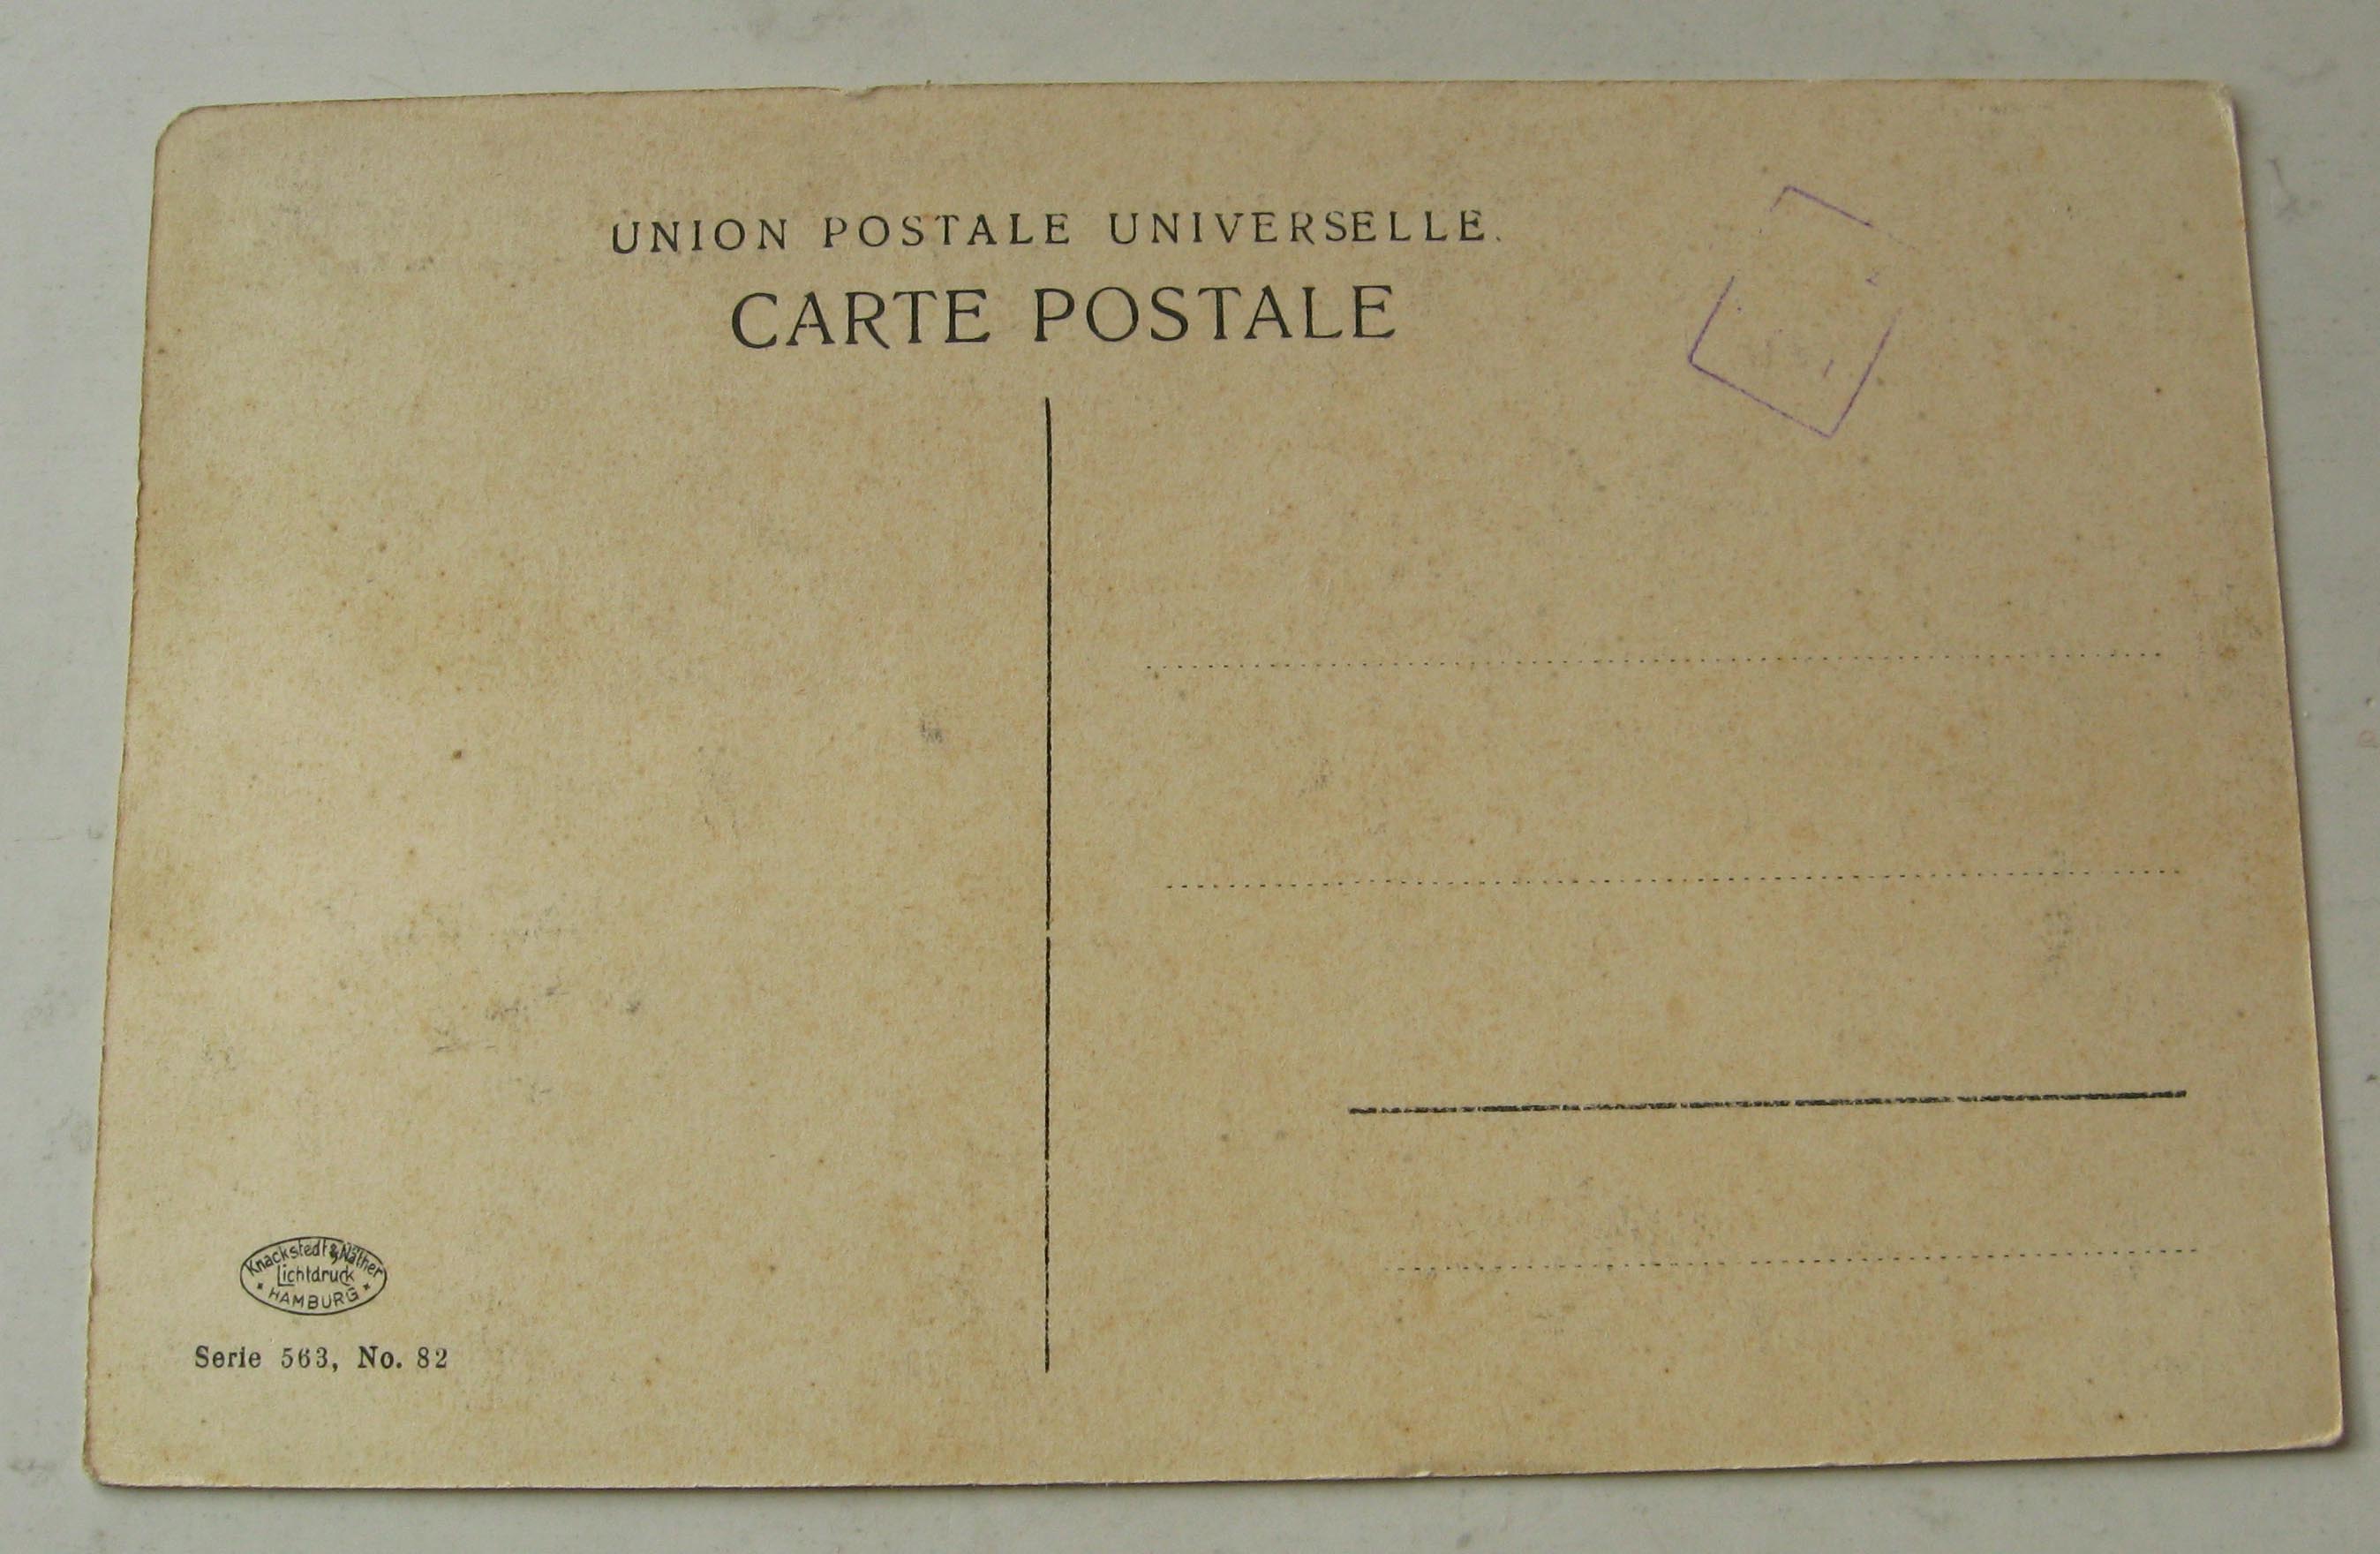 UNION POSTALE UNIVERSELLE.
CARTE POSTALE
Knackstedt & Näther
Lichtdruck
HAMBURG
Serie 563, No. 82